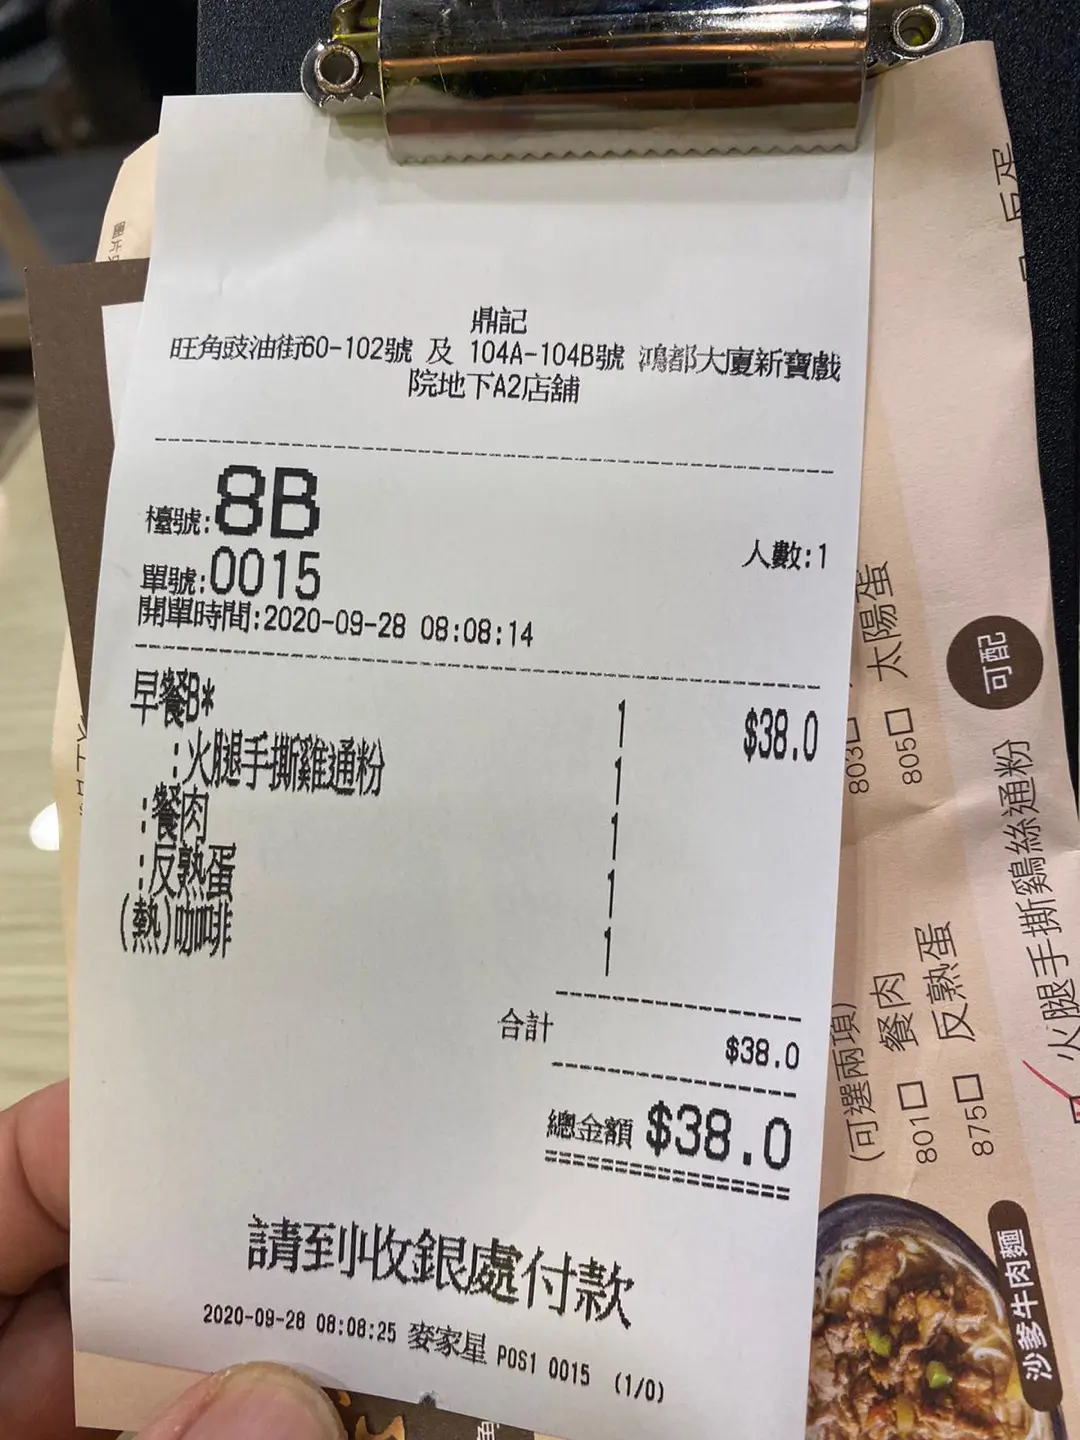 鼎記
旺角豉油街60-102號 及 104A-104B號 鴻都大廈新寶戲
院地下A2店舖
檯號:8B
人數:1
單號:0015
開單時間:2020-09-28 08:08:14
早餐B* 1 $38.0
:火腿手撕雞通粉 1
:餐肉 1
:反熟蛋 1
(熱)咖啡 1
合計 $38.0
總金額 $38.0
請到收銀處付款
2020-09-28 08:08:25 麥家星 POS1 0015 (1/0)
803口
805口 太陽蛋
可配
(可選兩項)
801口 餐肉
875口 反熟蛋
火腿手撕鷄絲通粉
沙爹牛肉麵